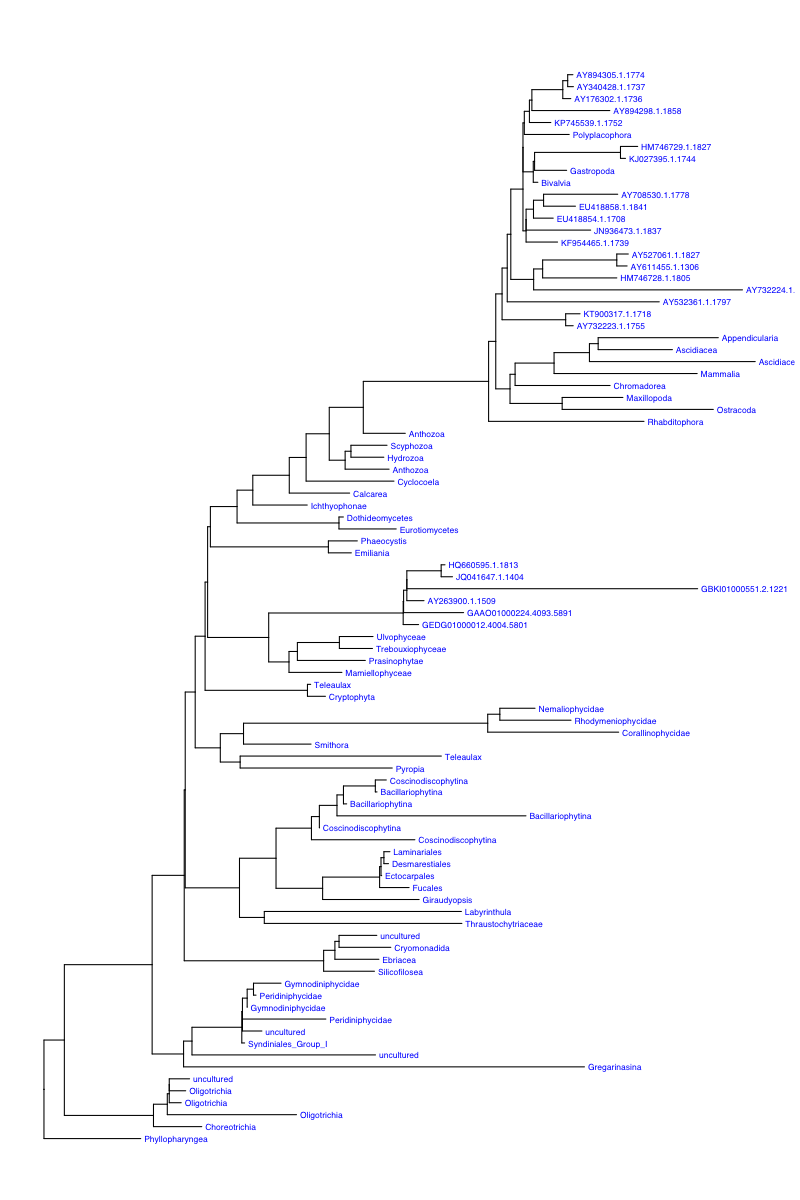 AY894305.1.1774
AY340428.1.1737
AY176302.1.1736
AY894298.1.1858
KP745539.1.1752
Polyplacophora
HM746729.1.1827
KJ027395.1.1744
Gastropoda
Bivalvia
AY708530.1.1778
EU418858.1.1841
EU418854.1.1708
JN936473.1.1837
KF954465.1.1739
AY527061.1.1827
AY611455.1.1306
HM746728.1.1805
AY732224.1.
AY532361.1.1797
KT900317.1.1718
AY732223.1.1755
Appendicularia
Ascidiacea
Ascidiace
Mammalia
Chromadorea
Maxillopoda
Ostracoda
Rhabditophora
Anthozoa
Scyphozoa
Hydrozoa
Anthozoa
Cyclocoela
Calcarea
Ichthyophonae
Dothideomycetes
Eurotiomycetes
Phaeocystis
Emiliania
HQ660595.1.1813
JQ041647.1.1404
GBKI01000551.2.1221
AY263900.1.1509
GAAO01000224.4093.5891
GEDG01000012.4004.5801
Ulvophyceae
Trebouxiophyceae
Prasinophytae
Mamiellophyceae
Teleaulax
Cryptophyta
Nemaliophycidae
Rhodymeniophycidae
Corallinophycidae
Smithora
Teleaulax
Pyropia
Coscinodiscophytina
Bacillariophytina
Bacillariophytina
Bacillariophytina
Coscinodiscophytina
Coscinodiscophytina
Laminariales
Desmarestiales
Ectocarpales
Fucales
Giraudyopsis
Labyrinthula
Thraustochytriaceae
uncultured
Cryomonadida
Ebriacea
Silicofilosea
Gymnodiniphycidae
Peridiniphycidae
Gymnodiniphycidae
Peridiniphycidae
uncultured
Syndiniales_Group_I
uncultured
Gregarinasina
uncultured
Oligotrichia
Oligotrichia
Oligotrichia
Choreotrichia
Phyllopharyngea